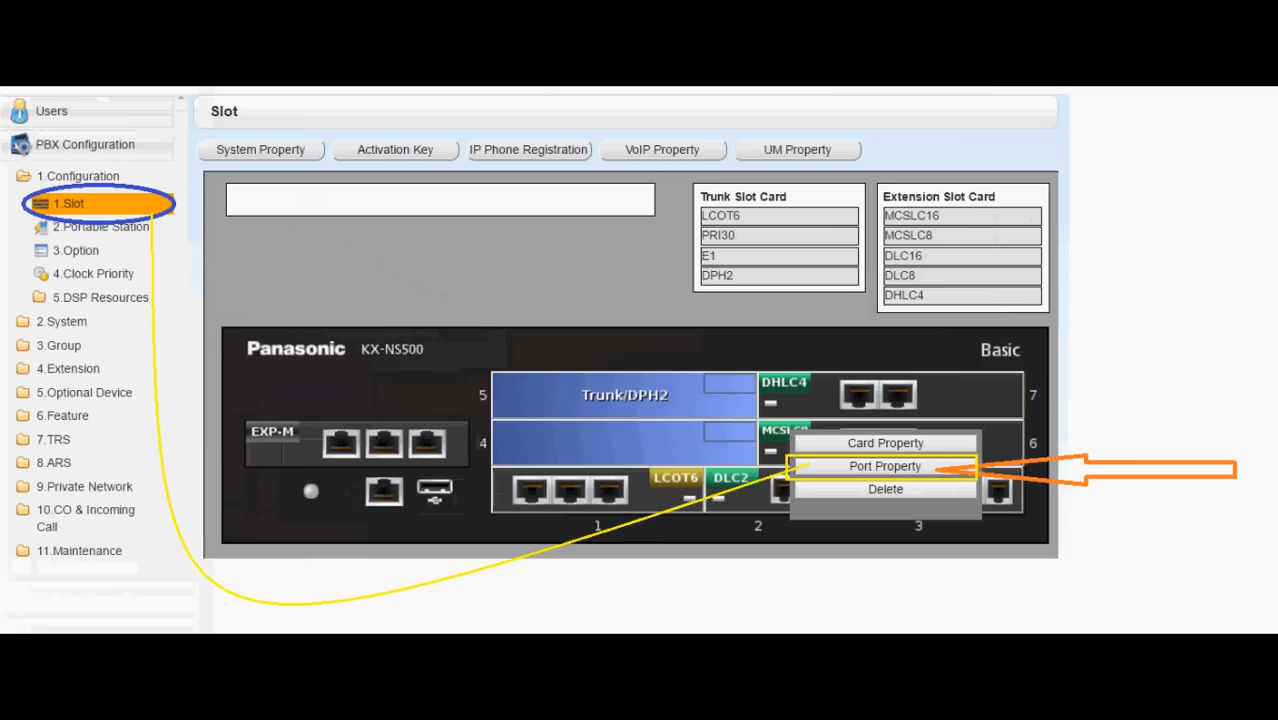 Users
PBX Configuration
1.Configuration
1.Slot
2.Portable Station
3.Option
4.Clock Priority
5.DSP Resources
2.System
3.Group
4.Extension
5.Optional Device
6.Feature
7.TRS
8.ARS
9.Private Network
10.CO & Incoming
Call
11.Maintenance
Slot
System Property
Activation Key
IP Phone Registration
VoIP Property
UM Property
Trunk Slot Card
LCOT6
PRI30
E1
DPH2
Extension Slot Card
MCSLC16
MCSLC8
DLC16
DLC8
DHLC4
Panasonic KX-NS500
Basic
5
Trunk/DPH2
DHLC4
7
EXP-M
4
MCSLC8
6
LCOT6
DLC2
1
2
3
Card Property
Port Property
Delete